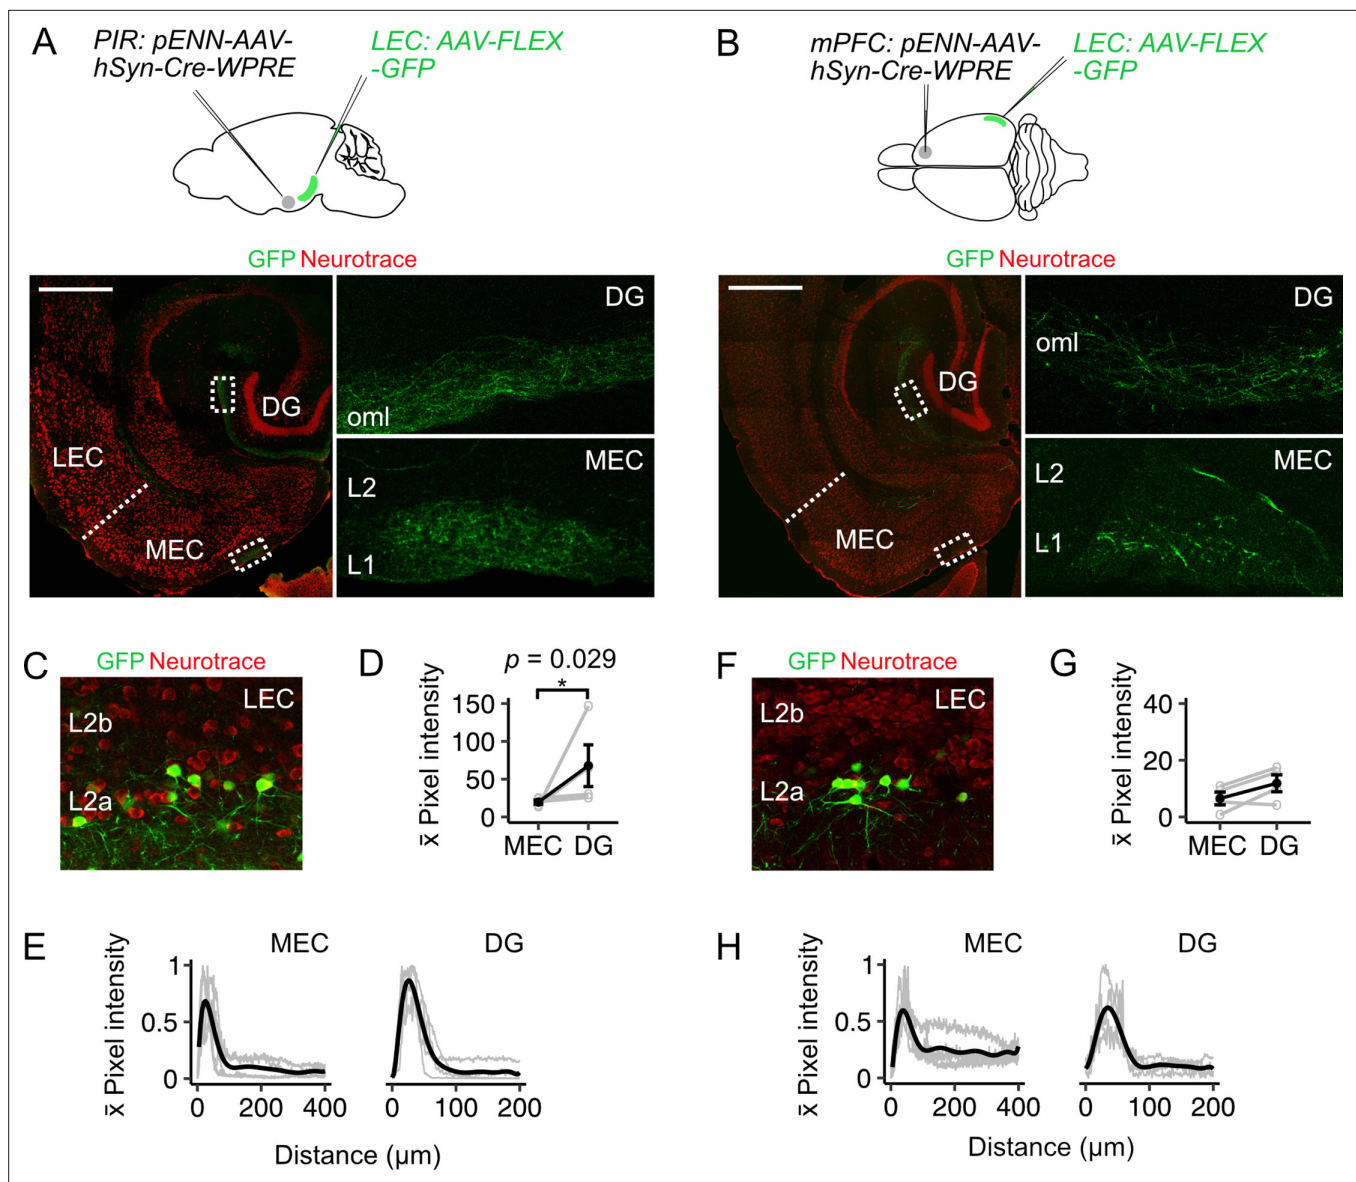 A
PIR: pENN-AAV-
hSyn-Cre-WPRE
LEC: AAV-FLEX
-GFP
GFP Neurotrace
DG
oml
DG
LEC
MEC
MEC
L2
L1
B
mPFC: pENN-AAV-
hSyn-Cre-WPRE
LEC: AAV-FLEX
-GFP
GFP Neurotrace
DG
oml
DG
MEC
MEC
L2
L1
C
GFP Neurotrace
LEC
L2b
L2a
D
p = 0.029
*
x̄ Pixel intensity
150
100
50
0
MEC DG
F
GFP Neurotrace
LEC
L2b
L2a
G
x̄ Pixel intensity
40
20
0
MEC DG
E
MEC
DG
x̄ Pixel intensity
1
0.5
0
0 200 400
0 100 200
Distance (µm)
H
MEC
DG
x̄ Pixel intensity
1
0.5
0
0 200 400
0 100 200
Distance (µm)